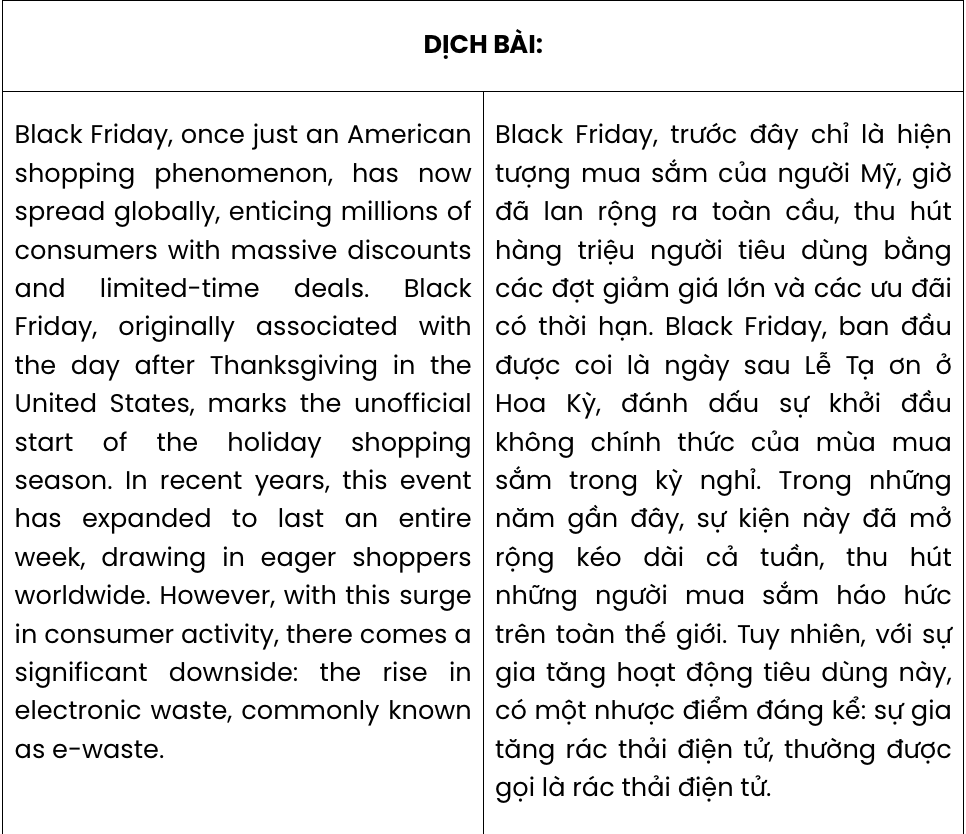 DỊCH BÀI:
Black Friday, once just an American
shopping phenomenon, has now
spread globally, enticing millions of
consumers with massive discounts
and limited-time deals. Black
Friday, originally associated with
the day after Thanksgiving in the
United States, marks the unofficial
start of the holiday shopping
season. In recent years, this event
has expanded to last an entire
week, drawing in eager shoppers
worldwide. However, with this surge
in consumer activity, there comes a
significant downside: the rise in
electronic waste, commonly known
as e-waste.
Black Friday, trước đây chỉ là hiện
tượng mua sắm của người Mỹ, giờ
đã lan rộng ra toàn cầu, thu hút
hàng triệu người tiêu dùng bằng
các đợt giảm giá lớn và các ưu đãi
có thời hạn. Black Friday, ban đầu
được coi là ngày sau Lễ Tạ ơn ở
Hoa Kỳ, đánh dấu sự khởi đầu
không chính thức của mùa mua
sắm trong kỳ nghỉ. Trong những
năm gần đây, sự kiện này đã mở
rộng kéo dài cả tuần, thu hút
những người mua sắm háo hức
trên toàn thế giới. Tuy nhiên, với sự
gia tăng hoạt động tiêu dùng này,
có một nhược điểm đáng kể: sự gia
tăng rác thải điện tử, thường được
gọi là rác thải điện tử.